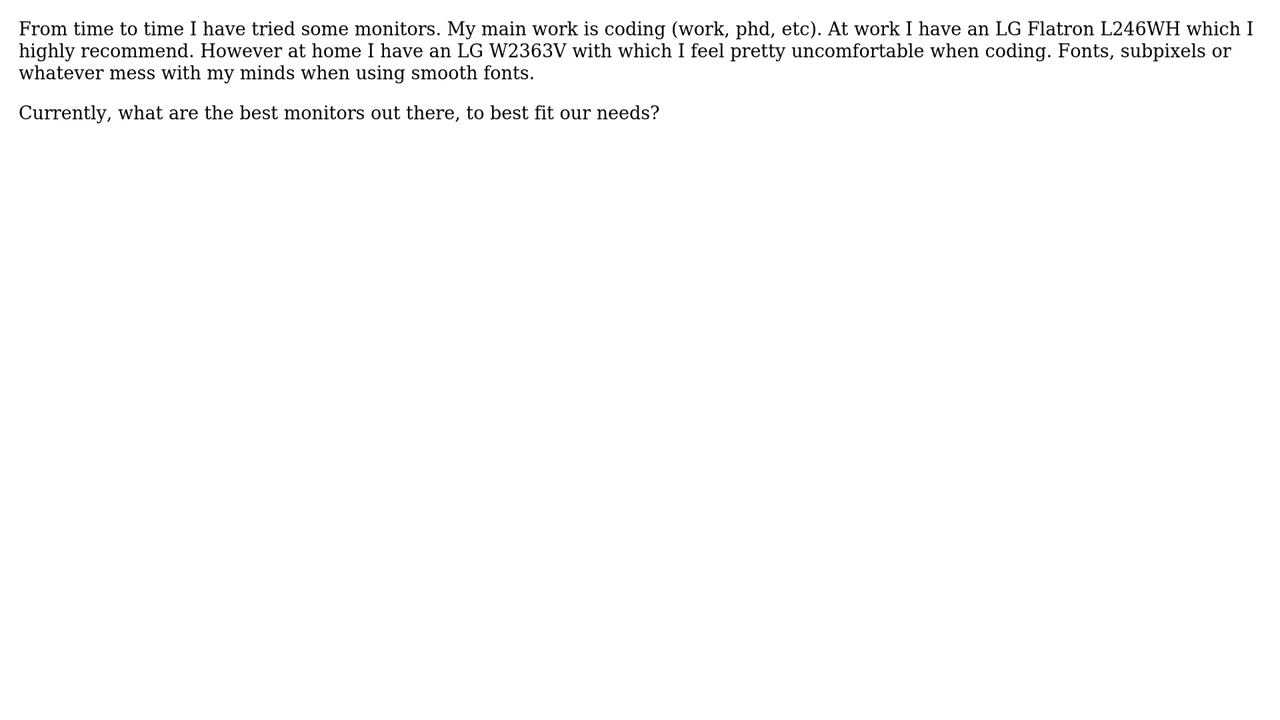 From time to time I have tried some monitors. My main work is coding (work, phd, etc). At work I have an LG Flatron L246WH which I
highly recommend. However at home I have an LG W2363V with which I feel pretty uncomfortable when coding. Fonts, subpixels or
whatever mess with my minds when using smooth fonts.
Currently, what are the best monitors out there, to best fit our needs?